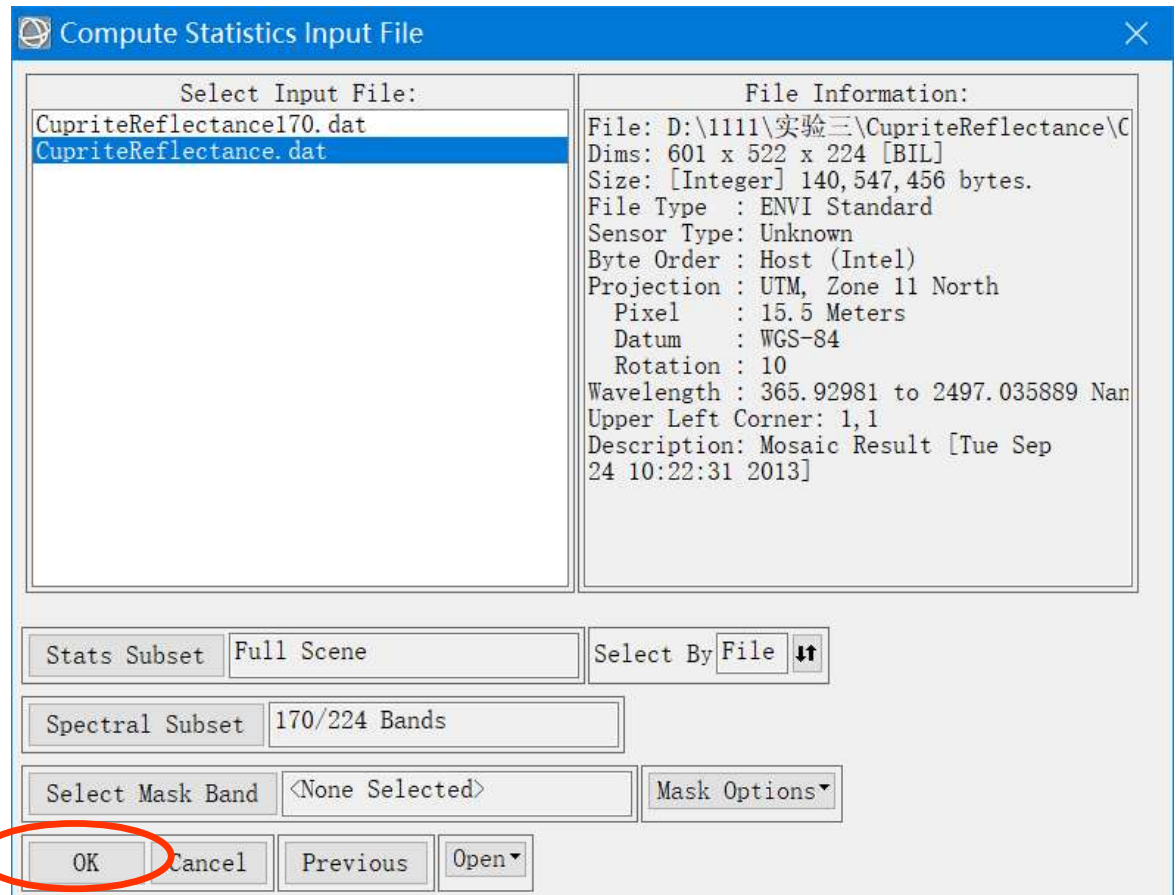 Compute Statistics Input File
Select Input File:
CupriteReflectance170.dat
CupriteReflectance.dat
File Information:
File: D:\1111\实验三\CupriteReflectance\C
Dims: 601 x 522 x 224 [BIL]
Size: [Integer] 140,547,456 bytes.
File Type  : ENVI Standard
Sensor Type: Unknown
Byte Order : Host (Intel)
Projection : UTM, Zone 11 North
Pixel    : 15.5 Meters
Datum    : WGS-84
Rotation : 10
Wavelength : 365.92981 to 2497.035889 Nan
Upper Left Corner: 1,1
Description: Mosaic Result [Tue Sep
24 10:22:31 2013]
Stats Subset Full Scene Select By File
Spectral Subset 170/224 Bands
Select Mask Band <None Selected> Mask Options
OK Cancel Previous Open